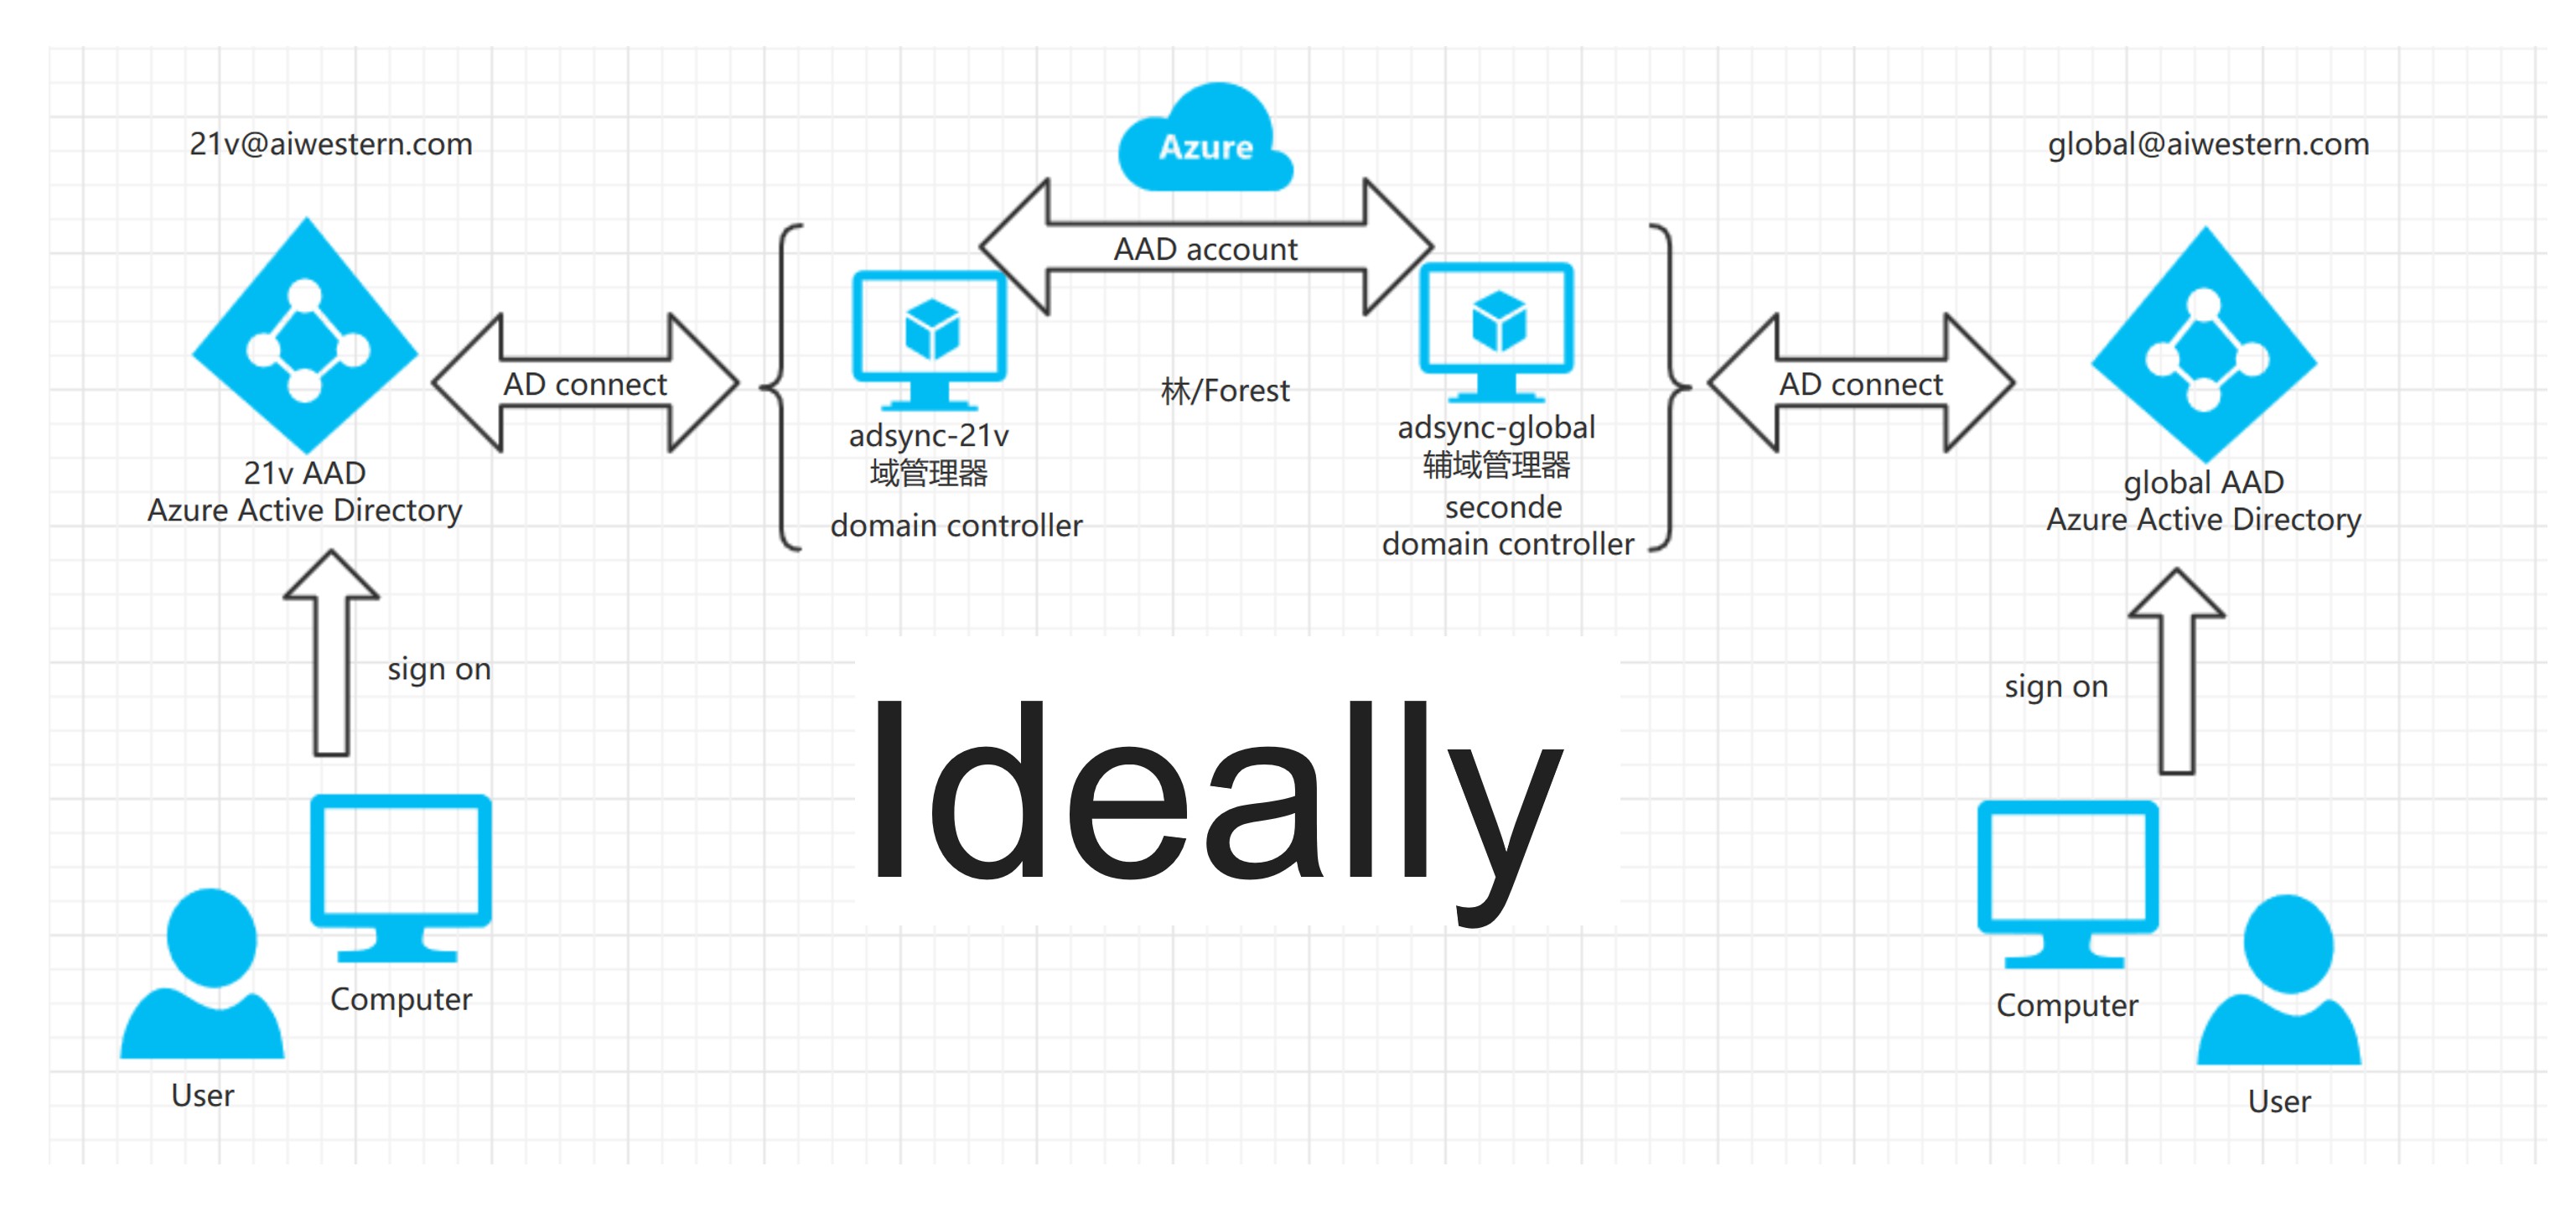 21v@aiwestern.com
Azure
global@aiwestern.com
AAD account
AD connect
林/Forest
AD connect
adsync-21v
域管理器
domain controller
adsync-global
辅域管理器
seconde
domain controller
21v AAD
Azure Active Directory
global AAD
Azure Active Directory
sign on
sign on
Ideally
Computer
User
Computer
User